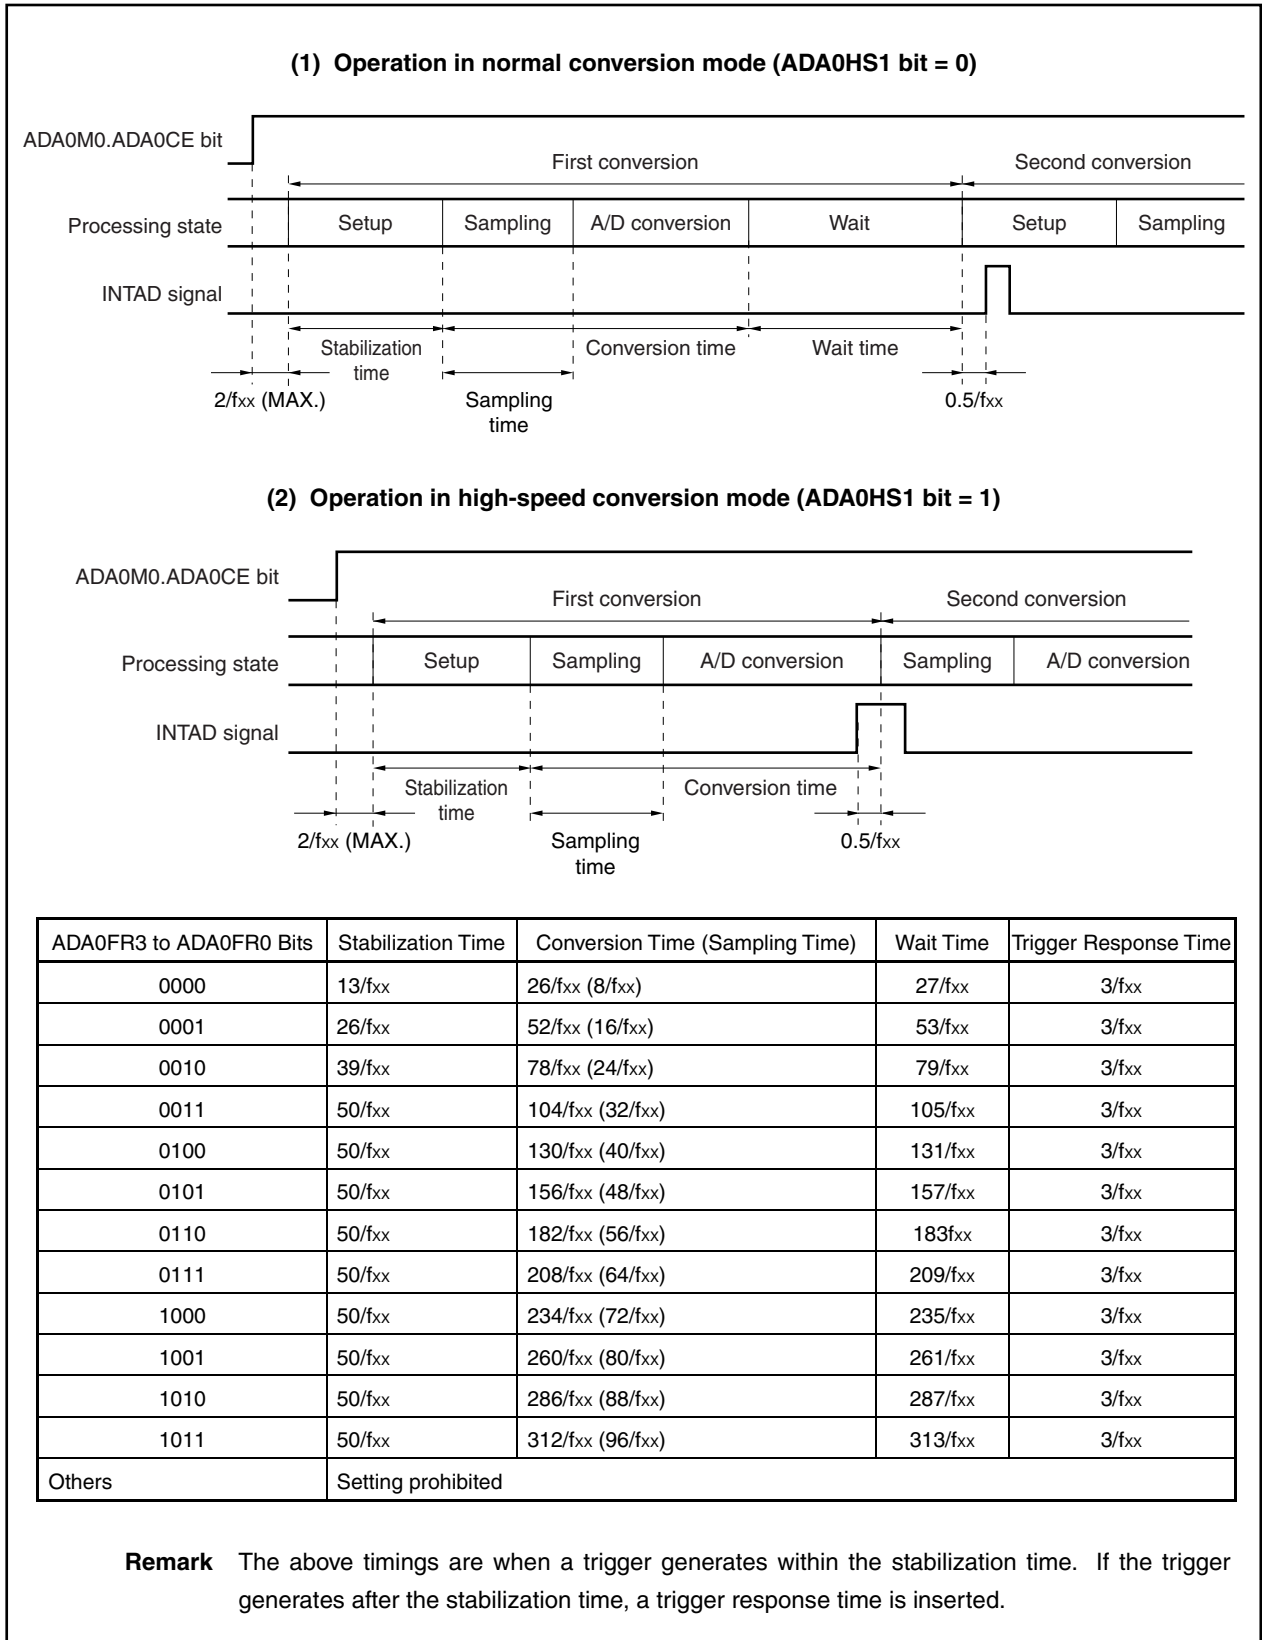 (1) Operation in normal conversion mode (ADA0HS1 bit = 0)
ADA0M0.ADA0CE bit
First conversion
Second conversion
Processing state
Setup
Sampling
A/D conversion
Wait
Setup
Sampling
INTAD signal
Stabilization
time
Conversion time
Wait time
2/fxx (MAX.)
Sampling
time
0.5/fxx
(2) Operation in high-speed conversion mode (ADA0HS1 bit = 1)
ADA0M0.ADA0CE bit
First conversion
Second conversion
Processing state
Setup
Sampling
A/D conversion
Sampling
A/D conversion
INTAD signal
Stabilization
time
Conversion time
2/fxx (MAX.)
Sampling
time
0.5/fxx
ADA0FR3 to ADA0FR0 Bits Stabilization Time Conversion Time (Sampling Time) Wait Time Trigger Response Time
0000 13/fxx 26/fxx (8/fxx) 27/fxx 3/fxx
0001 26/fxx 52/fxx (16/fxx) 53/fxx 3/fxx
0010 39/fxx 78/fxx (24/fxx) 79/fxx 3/fxx
0011 50/fxx 104/fxx (32/fxx) 105/fxx 3/fxx
0100 50/fxx 130/fxx (40/fxx) 131/fxx 3/fxx
0101 50/fxx 156/fxx (48/fxx) 157/fxx 3/fxx
0110 50/fxx 182/fxx (56/fxx) 183fxx 3/fxx
0111 50/fxx 208/fxx (64/fxx) 209/fxx 3/fxx
1000 50/fxx 234/fxx (72/fxx) 235/fxx 3/fxx
1001 50/fxx 260/fxx (80/fxx) 261/fxx 3/fxx
1010 50/fxx 286/fxx (88/fxx) 287/fxx 3/fxx
1011 50/fxx 312/fxx (96/fxx) 313/fxx 3/fxx
Others Setting prohibited
Remark The above timings are when a trigger generates within the stabilization time. If the trigger
generates after the stabilization time, a trigger response time is inserted.